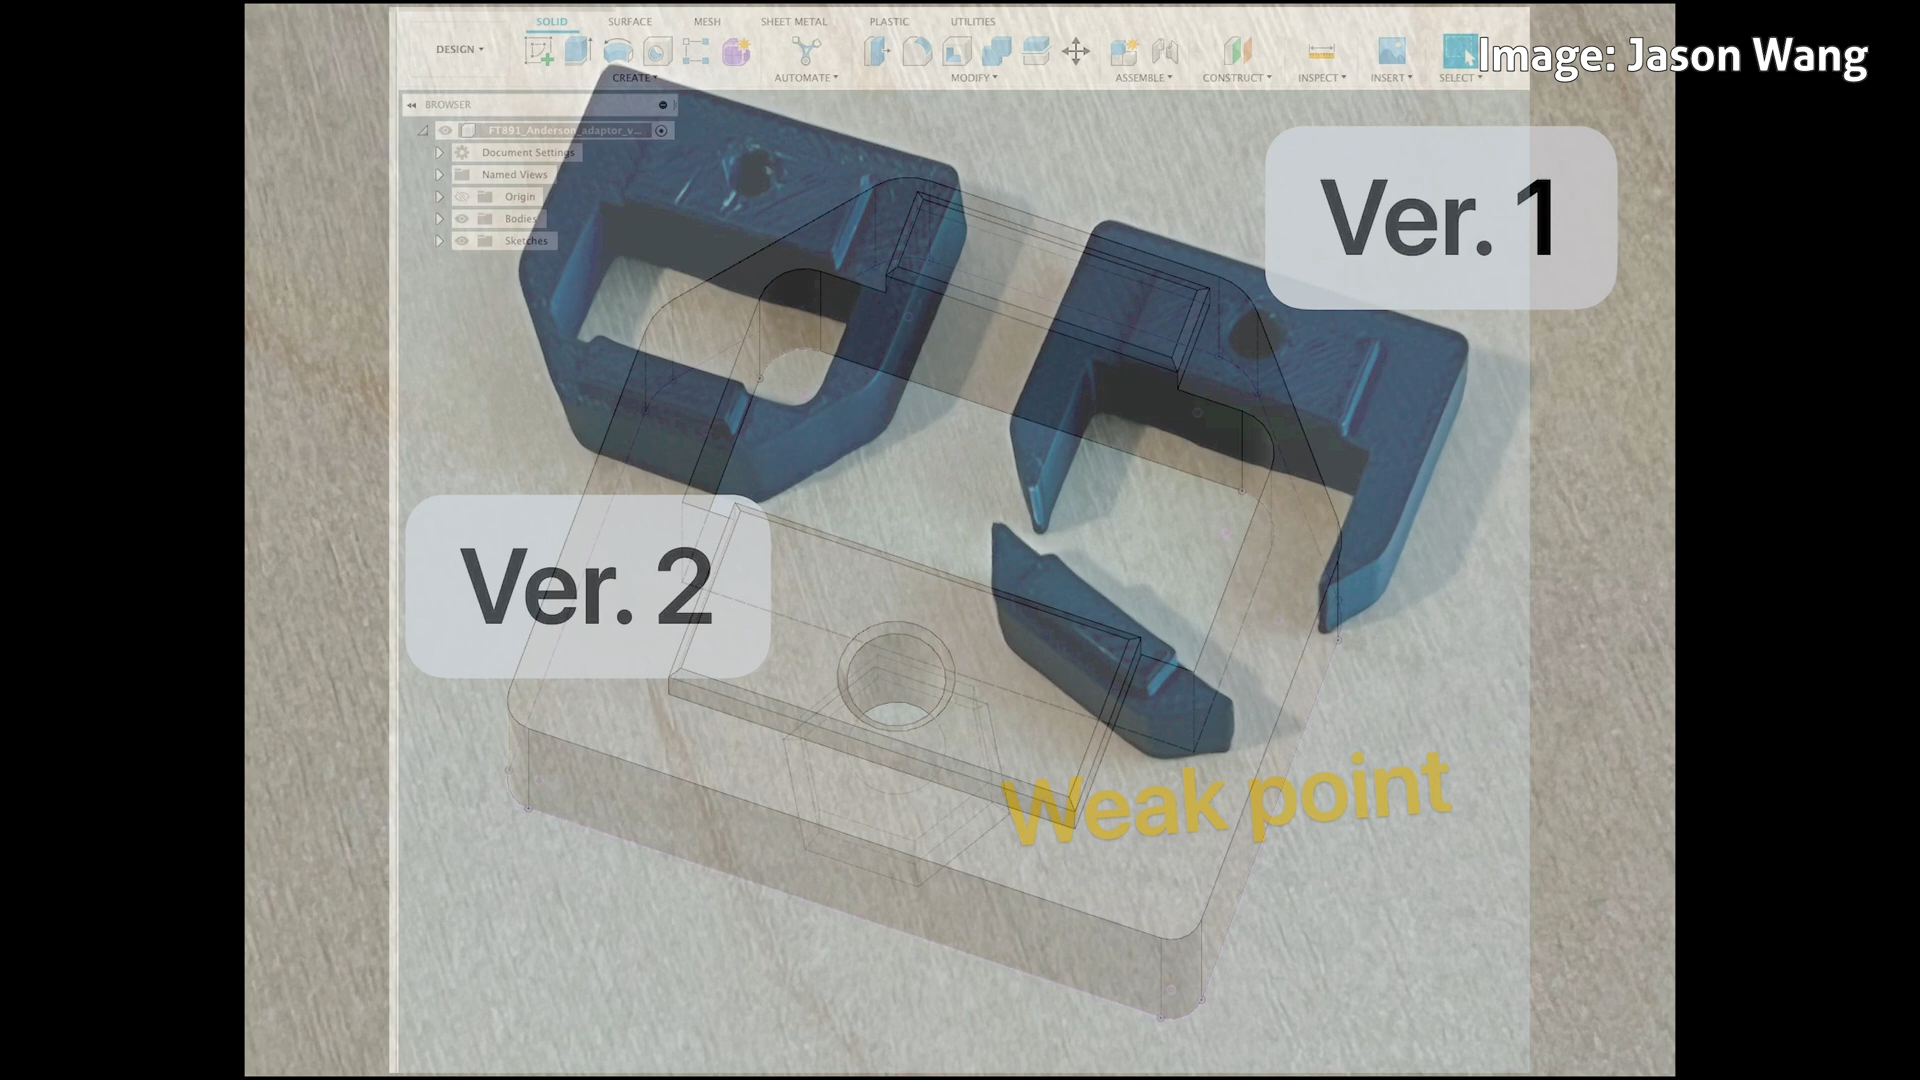 SOLID SURFACE MESH SHEET METAL PLASTIC UTILITIES
DESIGN
CREATE AUTOMATE MODIFY ASSEMBLE CONSTRUCT INSPECT INSERT SELECT
Image: Jason Wang
BROWSER
FT891_Anderson_adaptor_v...
Document Settings
Named Views
Origin
Bodies
Sketches
Ver. 1
Ver. 2
Weak point